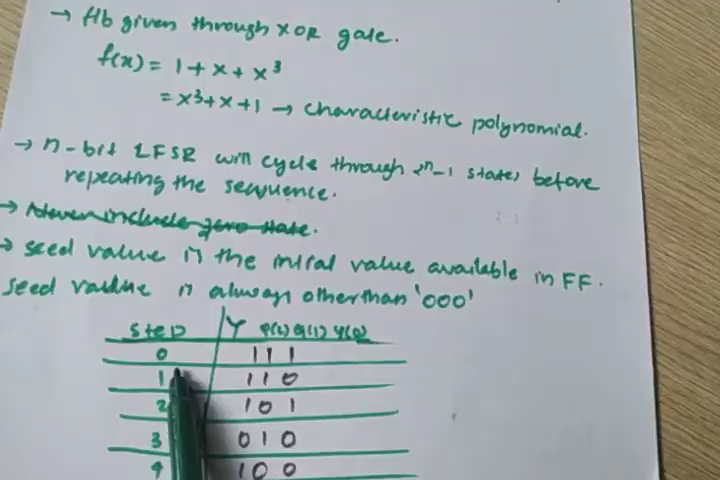 → fb given through XOR gate.
f(x) = 1 + x + x³
= x³ + x + 1 → characteristic polynomial.
→ n-bit LFSR will cycle through 2ⁿ-1 states before
repeating the sequence.
→ Never include zero state.
→ seed value is the initial value available in FF.
seed value is always other than '000'
Step Y q(2) q(1) q(0)
0 1 1 1
1 1 1 0
2 1 0 1
3 0 1 0
4 1 0 0